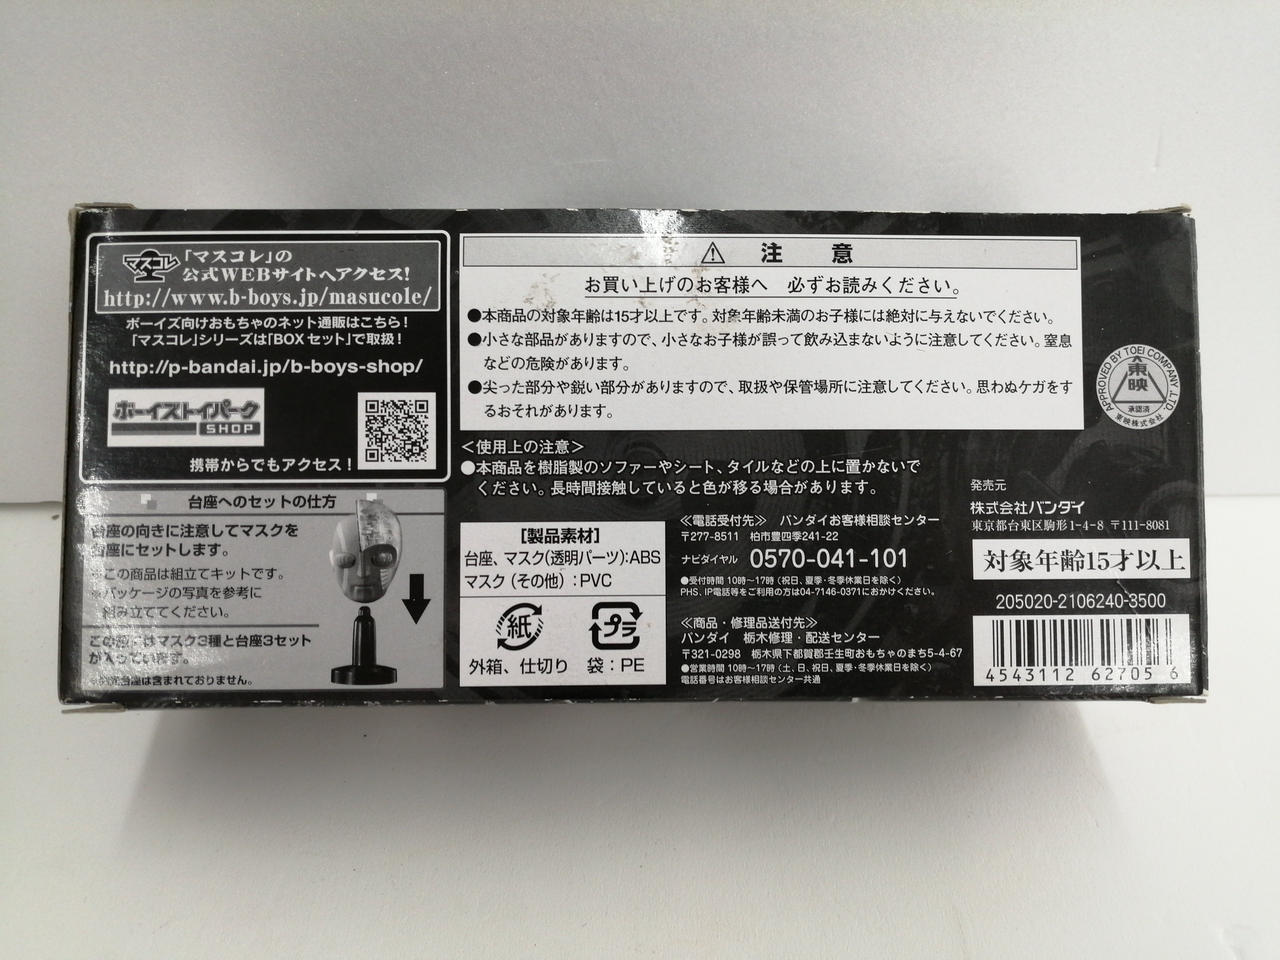 マスコレ
「マスコレ」の
公式WEBサイトへアクセス!
http://www.b-boys.jp/masucole/
ボーイズ向けおもちゃのネット通販はこちら!
「マスコレ」シリーズは「BOXセット」で取扱!
http://p-bandai.jp/b-boys-shop/
ボーイズトイパーク
SHOP
携帯からでもアクセス!
台座へのセットの仕方
台座の向きに注意してマスクを
台座にセットします。
※この商品は組立てキットです。
※パッケージの写真を参考に
組み立ててください。
この はマスク3種と台座3セット
が っています。
台座は含まれておりません。
⚠ 注意
お買い上げのお客様へ 必ずお読みください。
●本商品の対象年齢は15才以上です。対象年齢未満のお子様には絶対に与えないでください。
●小さな部品がありますので、小さなお子様が誤って飲み込まないように注意してください。窒息
などの危険があります。
●尖った部分や鋭い部分がありますので、取扱や保管場所に注意してください。思わぬケガをす
るおそれがあります。
<使用上の注意>
●本商品を樹脂製のソファーやシート、タイルなどの上に置かないで
ください。長時間接触していると色が移る場合があります。
[製品素材]
台座、マスク(透明パーツ):ABS
マスク(その他):PVC
紙
プラ
外箱、仕切り
袋:PE
≪電話受付先≫ バンダイお客様相談センター
〒277-8511 柏市豊四季241-22
ナビダイヤル 0570-041-101
●受付時間 10時〜17時(祝日、夏季・冬季休業日を除く)
PHS、IP電話等をご利用の方は04-7146-0371におかけください。
≪商品・修理品送付先≫
バンダイ 栃木修理・配送センター
〒321-0298 栃木県下都賀郡壬生町おもちゃのまち5-4-67
●営業時間 10時〜17時(土、日、祝日、夏季・冬季休業日を除く)
電話番号はお客様相談センター共通
APPROVED BY TOEI COMPANY, LTD.
東映
承認済
東映株式会社
発売元
株式会社バンダイ
東京都台東区駒形1-4-8 〒111-8081
対象年齢15才以上
205020-2106240-3500
4543112 62705 6